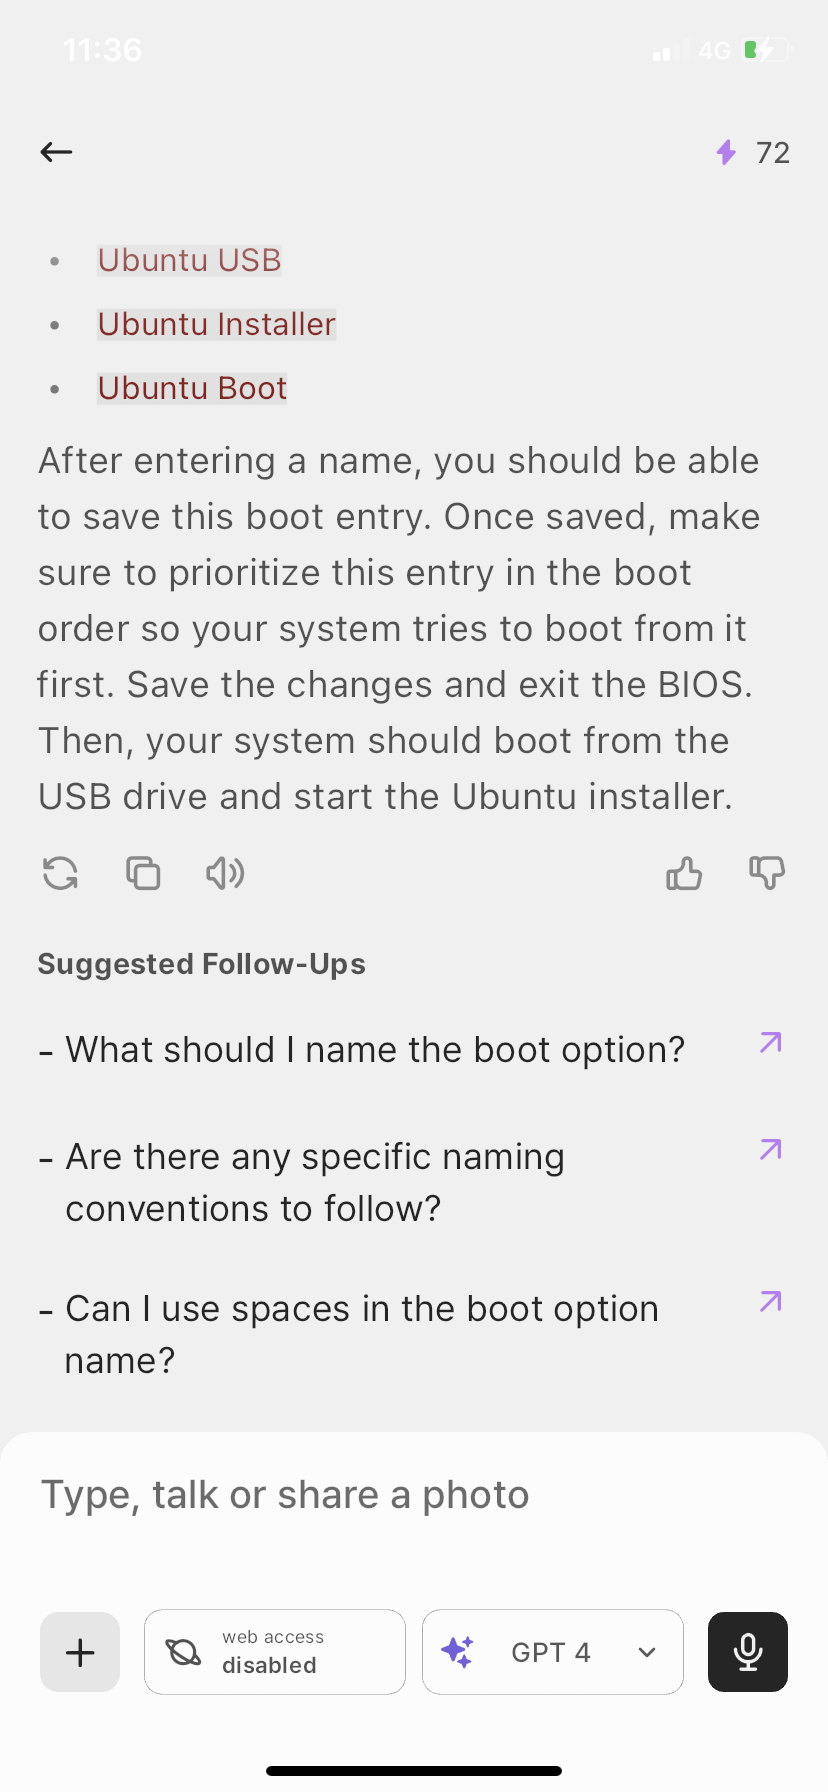 11:36
4G
72
• Ubuntu USB
• Ubuntu Installer
• Ubuntu Boot
After entering a name, you should be able
to save this boot entry. Once saved, make
sure to prioritize this entry in the boot
order so your system tries to boot from it
first. Save the changes and exit the BIOS.
Then, your system should boot from the
USB drive and start the Ubuntu installer.
Suggested Follow-Ups
- What should I name the boot option?
- Are there any specific naming
conventions to follow?
- Can I use spaces in the boot option
name?
Type, talk or share a photo
web access
disabled
GPT 4